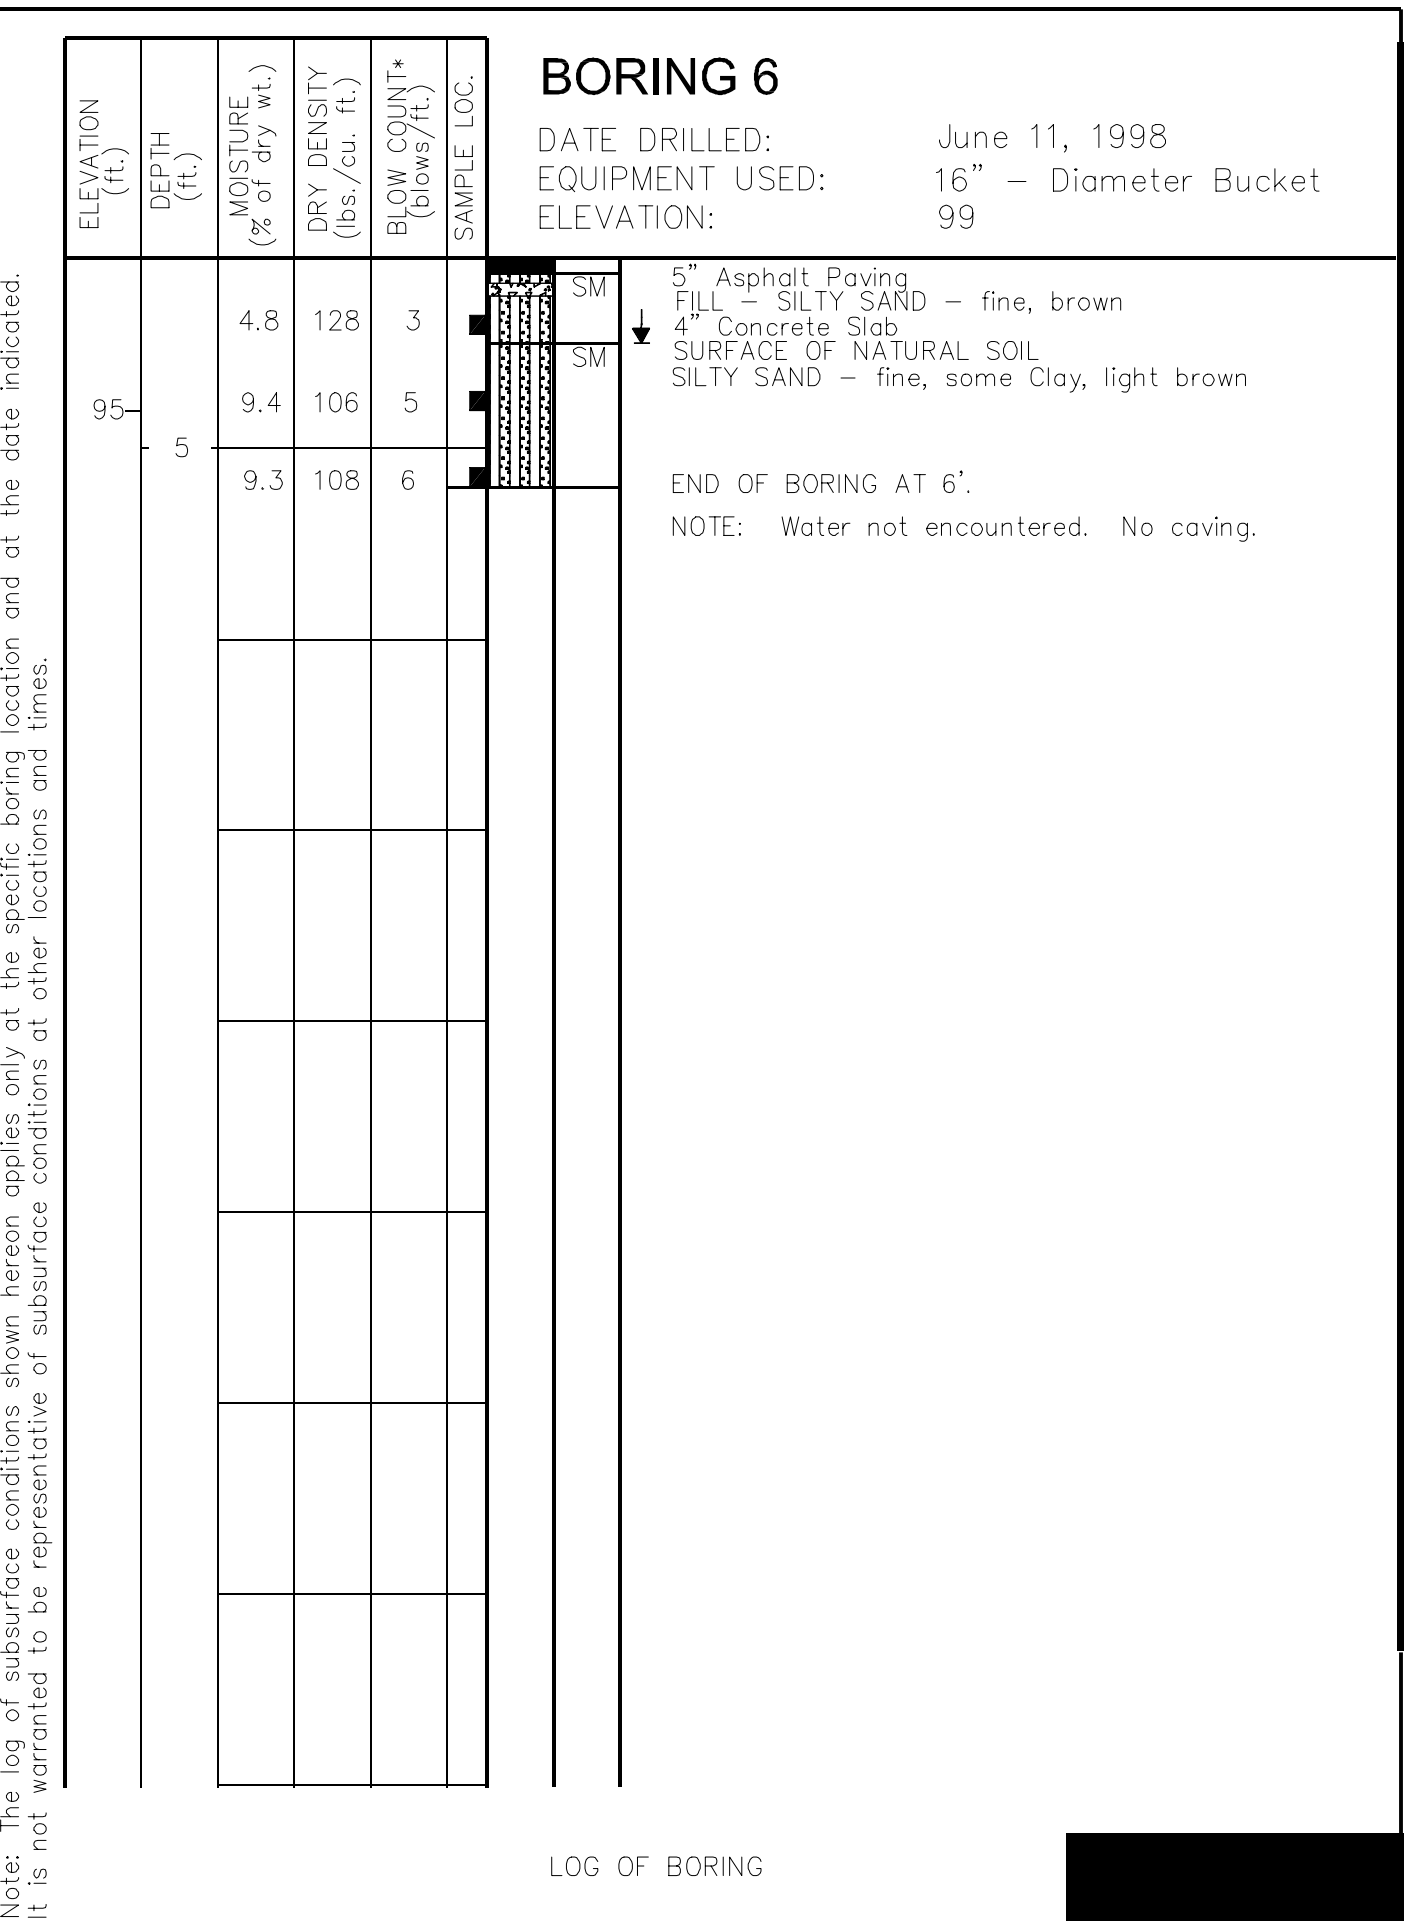 BORING 6
DATE DRILLED: June 11, 1998
EQUIPMENT USED: 16" – Diameter Bucket
ELEVATION: 99
ELEVATION
(ft.)
DEPTH
(ft.)
MOISTURE
(% of dry wt.)
DRY DENSITY
(lbs./cu. ft.)
BLOW COUNT*
(blows/ft.)
SAMPLE LOC.
SM
5" Asphalt Paving
FILL – SILTY SAND – fine, brown
4.8 128 3
4" Concrete Slab
SURFACE OF NATURAL SOIL
SM
SILTY SAND – fine, some Clay, light brown
95 9.4 106 5
5
9.3 108 6
END OF BORING AT 6'.
NOTE: Water not encountered. No caving.
Note: The log of subsurface conditions shown hereon applies only at the specific boring location and at the date indicated.
It is not warranted to be representative of subsurface conditions at other locations and times.
LOG OF BORING